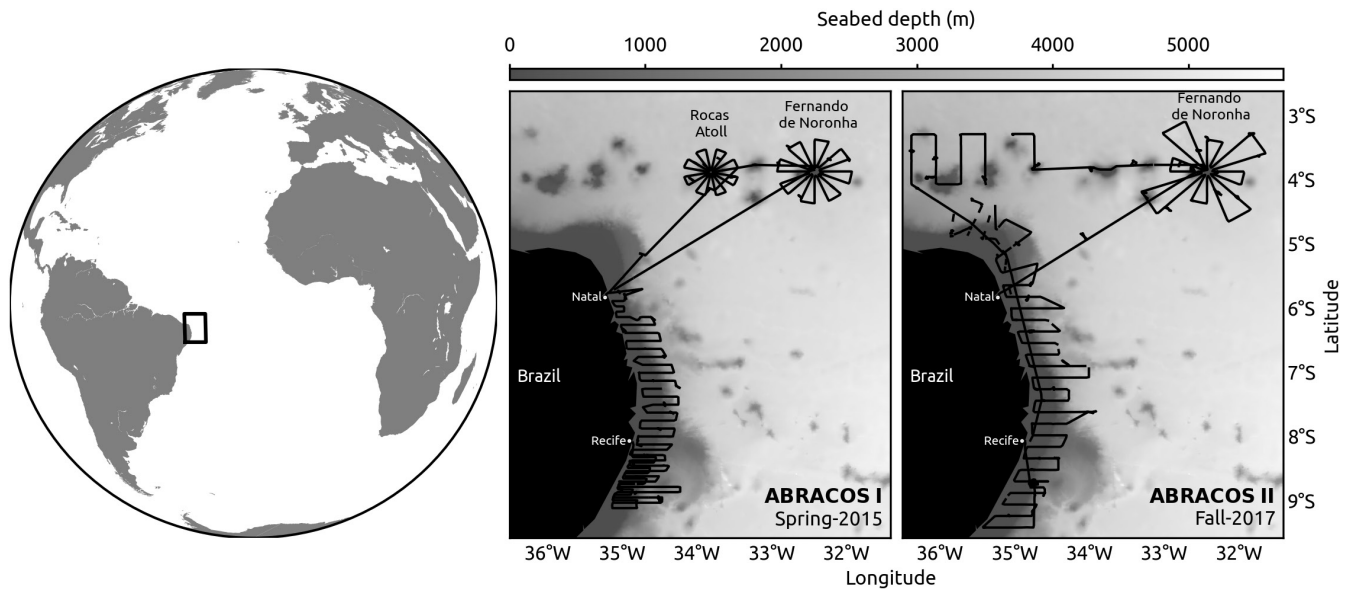 Seabed depth (m)
0 1000 2000 3000 4000 5000
Rocas
Atoll
Fernando
de Noronha
Natal
Brazil
Recife
ABRACOS I
Spring-2015
Fernando
de Noronha
Natal
Brazil
Recife
ABRACOS II
Fall-2017
3°S
4°S
5°S
6°S
7°S
8°S
9°S
Latitude
36°W 35°W 34°W 33°W 32°W
36°W 35°W 34°W 33°W 32°W
Longitude